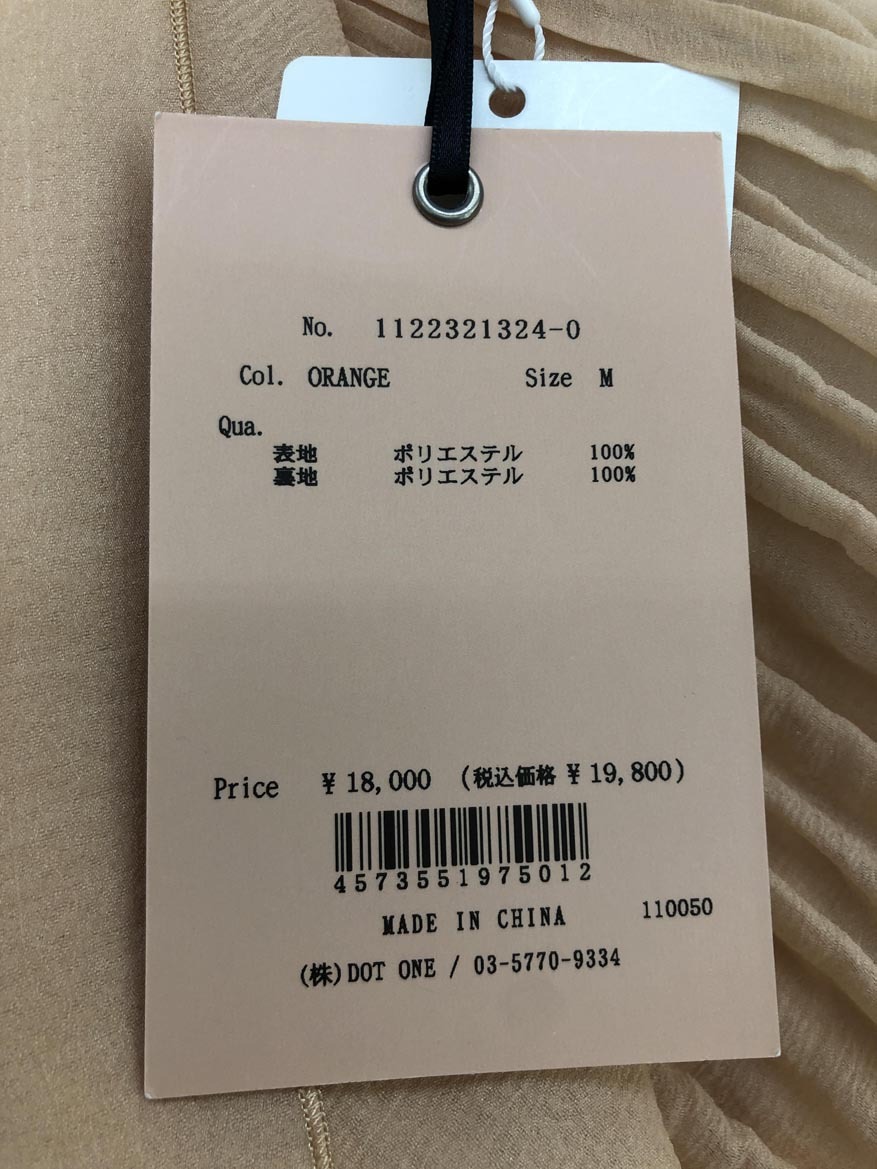 No. 1122321324-0
Col. ORANGE Size M
Qua.
表地 ポリエステル 100%
裏地 ポリエステル 100%
Price ¥18,000 (税込価格¥19,800)
4573551975012
MADE IN CHINA 110050
(株)DOT ONE / 03-5770-9334